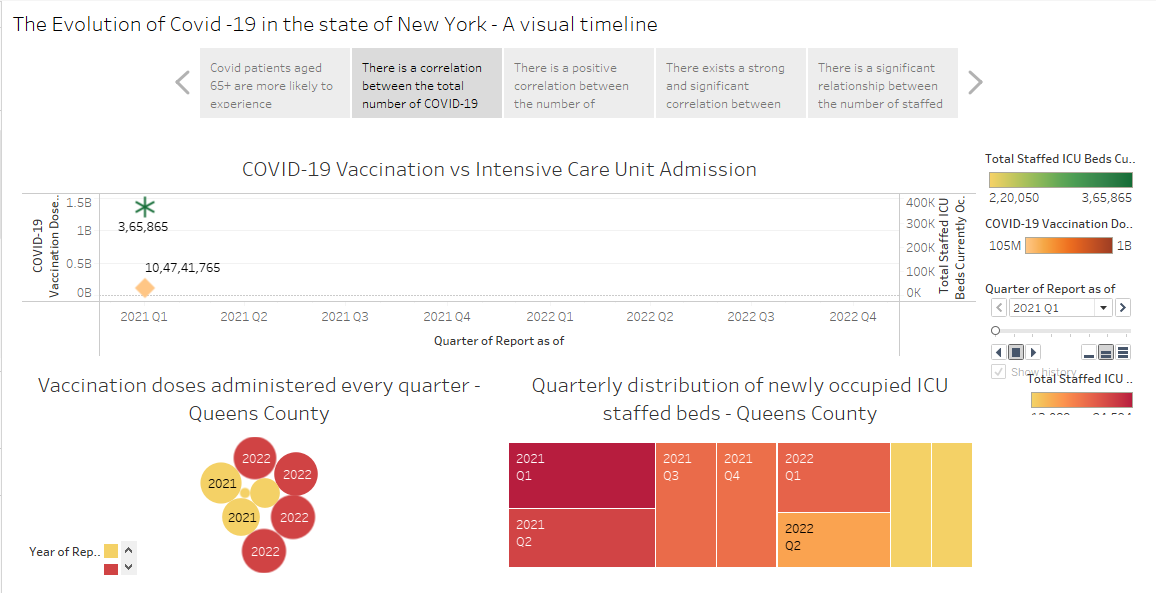 The Evolution of Covid -19 in the state of New York - A visual timeline
Covid patients aged
65+ are more likely to
experience
There is a correlation
between the total
number of COVID-19
There is a positive
correlation between
the number of
There exists a strong
and significant
correlation between
There is a significant
relationship between
the number of staffed
COVID-19 Vaccination vs Intensive Care Unit Admission
COVID-19
Vaccination Dose..
1.5B
1B
0.5B
0B
3,65,865
10,47,41,765
400K
300K
200K
100K
0K
Total Staffed ICU
Beds Currently Oc..
2021 Q1
2021 Q2
2021 Q3
2021 Q4
2022 Q1
2022 Q2
2022 Q3
2022 Q4
Quarter of Report as of
Total Staffed ICU Beds Cu..
2,20,050
3,65,865
COVID-19 Vaccination Do..
105M
1B
Quarter of Report as of
2021 Q1
Show history
Total Staffed ICU ..
Vaccination doses administered every quarter -
Queens County
2022
2022
2021
2021
2022
2022
Year of Rep..
Quarterly distribution of newly occupied ICU
staffed beds - Queens County
2021
Q1
2021
Q2
2021
Q3
2021
Q4
2022
Q1
2022
Q2